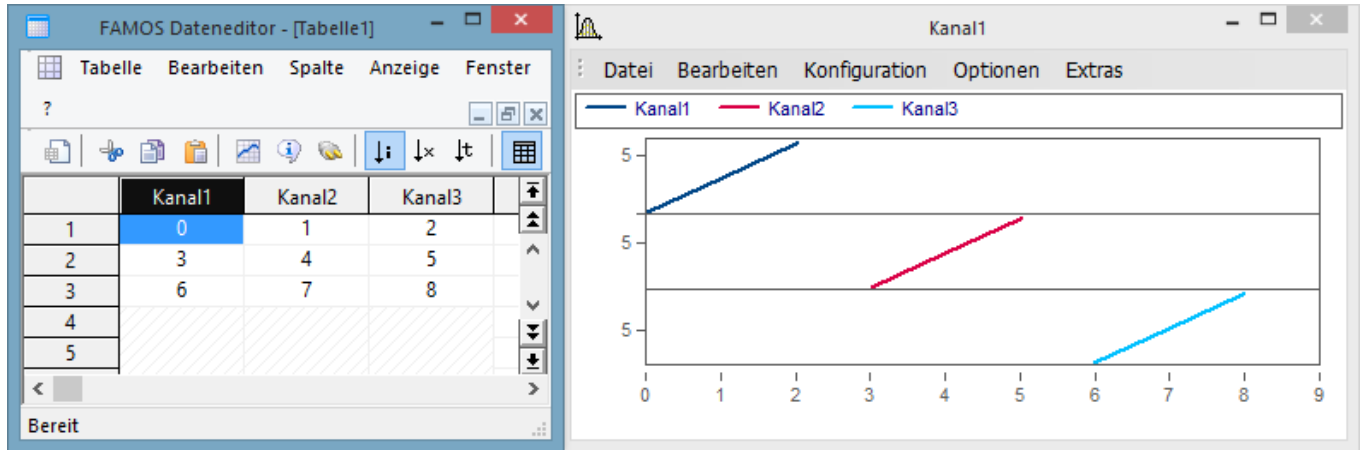 FAMOS Dateneditor - [Tabelle1]
Tabelle Bearbeiten Spalte Anzeige Fenster
?
Kanal1 Kanal2 Kanal3
1 0 1 2
2 3 4 5
3 6 7 8
4
5
Bereit
Kanal1
Datei Bearbeiten Konfiguration Optionen Extras
Kanal1 Kanal2 Kanal3
5
5
5
0 1 2 3 4 5 6 7 8 9